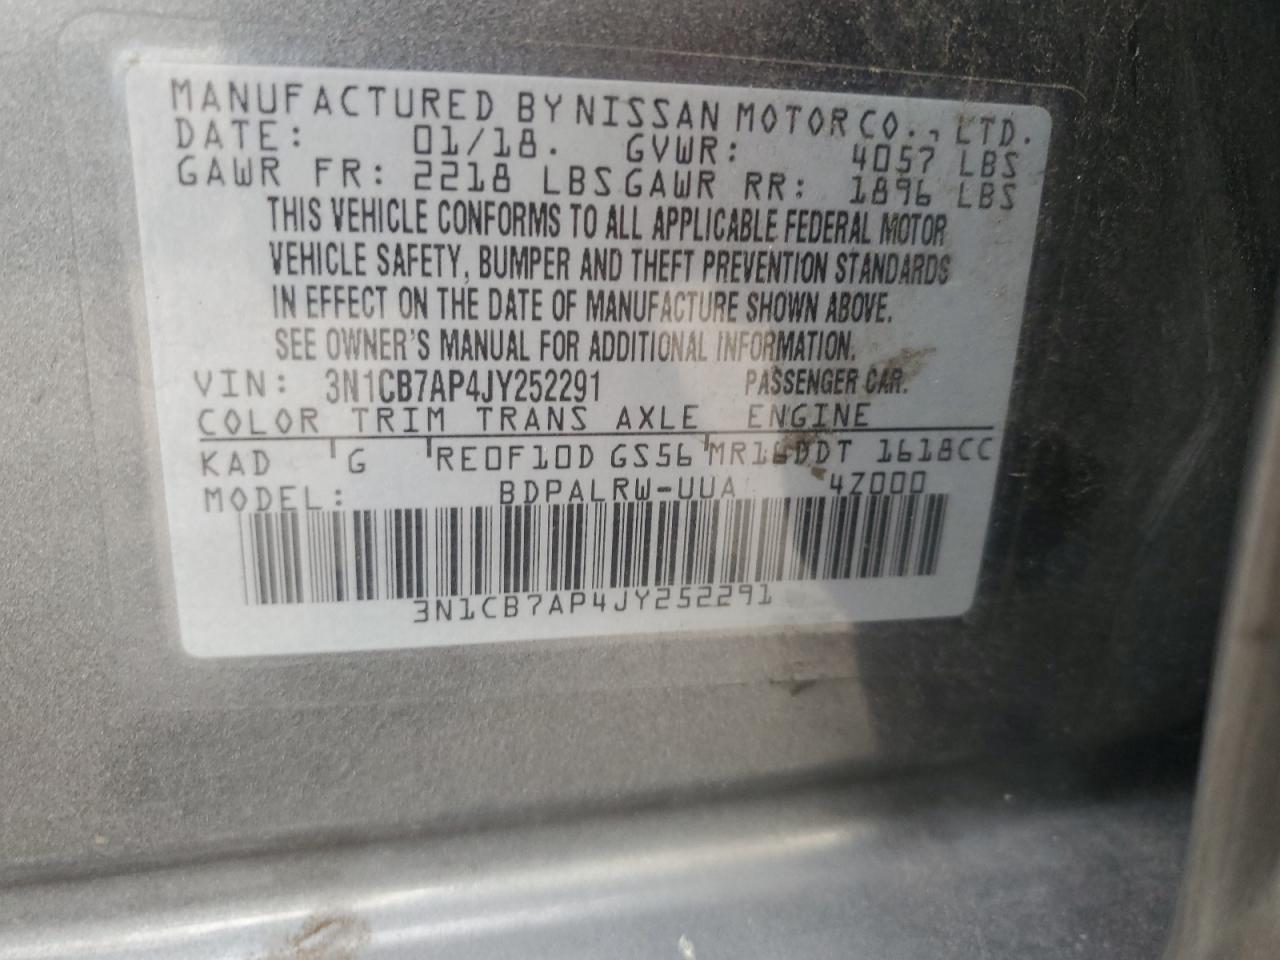 MANUFACTURED BY NISSAN MOTOR CO., LTD.
DATE: 01/18. GVWR: 4057 LBS
GAWR FR: 2218 LBS GAWR RR: 1896 LBS
THIS VEHICLE CONFORMS TO ALL APPLICABLE FEDERAL MOTOR
VEHICLE SAFETY, BUMPER AND THEFT PREVENTION STANDARDS
IN EFFECT ON THE DATE OF MANUFACTURE SHOWN ABOVE.
SEE OWNER'S MANUAL FOR ADDITIONAL INFORMATION.
VIN: 3N1CB7AP4JY252291 PASSENGER CAR.
COLOR TRIM TRANS AXLE ENGINE
KAD G RE0F10D GS56 MR16DDT 1618CC
MODEL: BDPALRW-UUA 4Z000
3N1CB7AP4JY252291